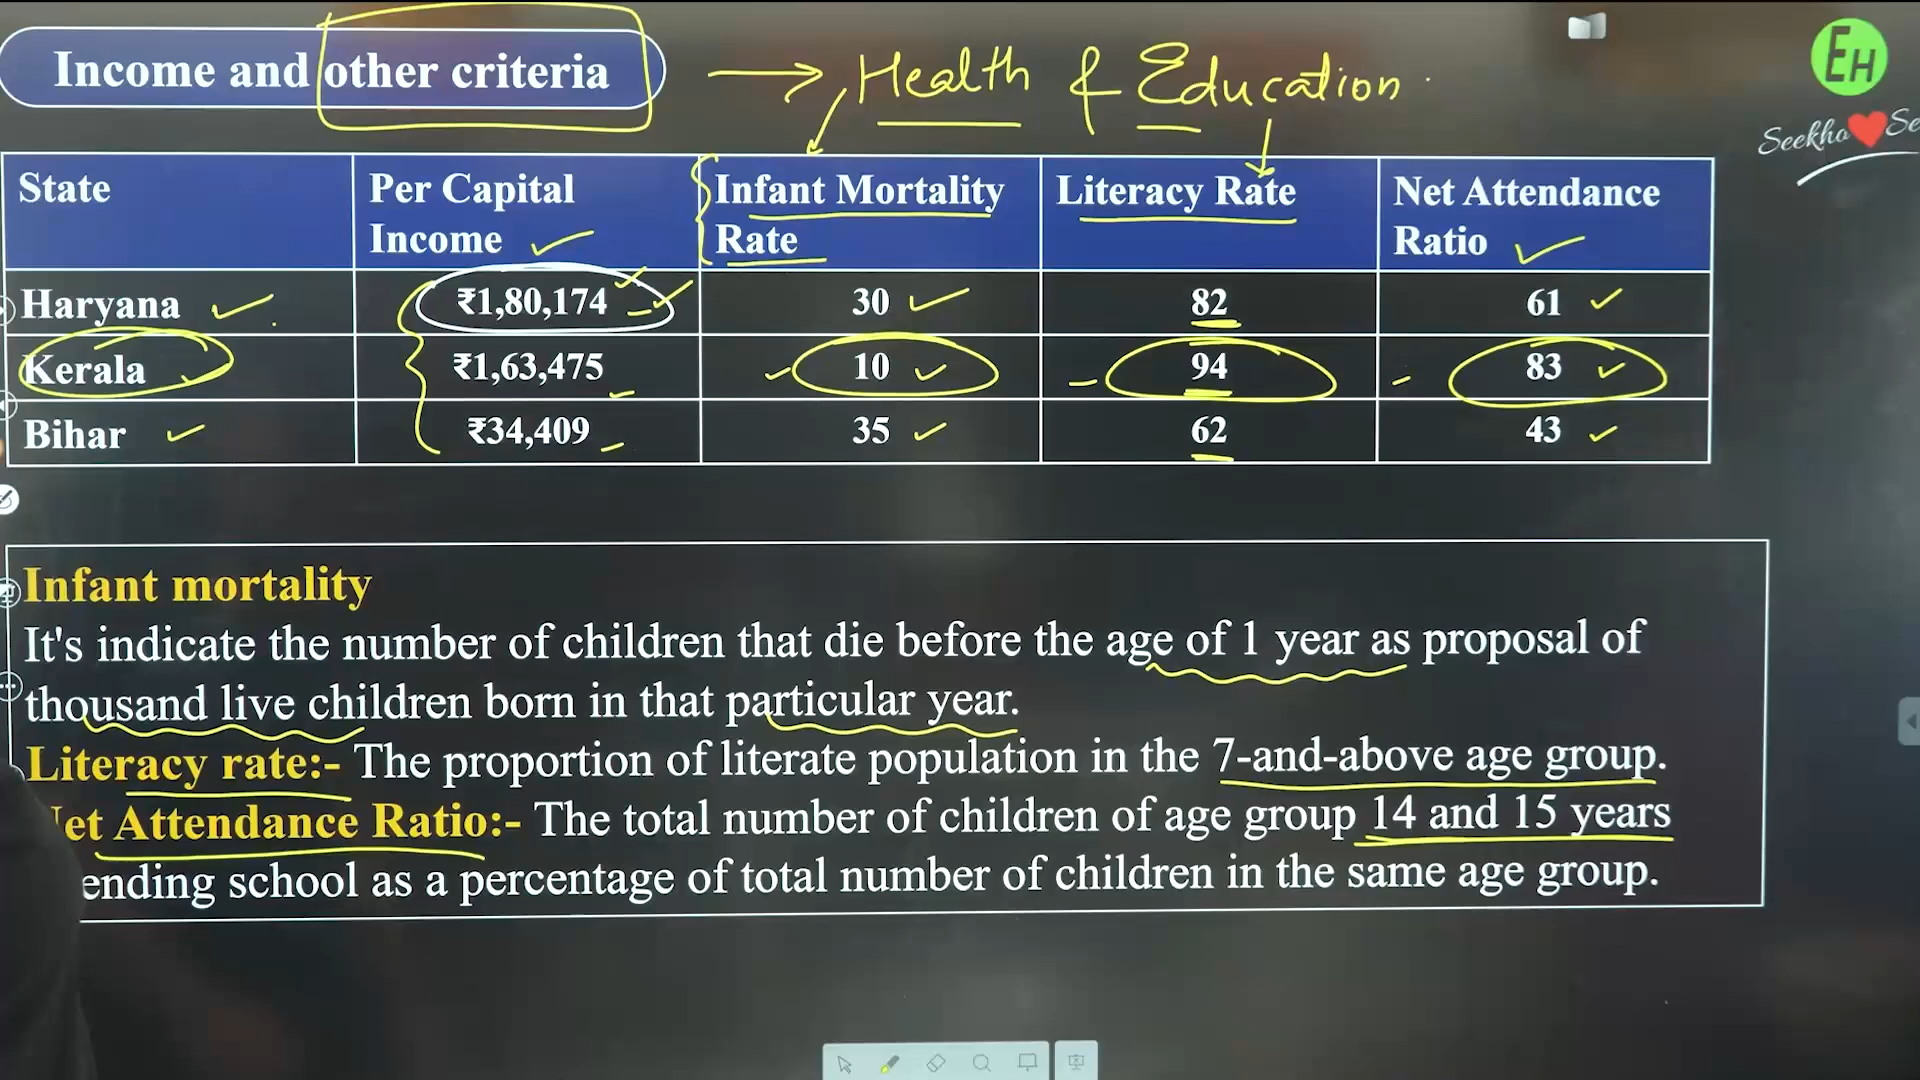 Income and other criteria → Health & Education
EH
Seekho ❤ Se
State Per Capital Income Infant Mortality Rate Literacy Rate Net Attendance Ratio
Haryana ₹1,80,174 30 82 61
Kerala ₹1,63,475 10 94 83
Bihar ₹34,409 35 62 43
Infant mortality
It's indicate the number of children that die before the age of 1 year as proposal of
thousand live children born in that particular year.
Literacy rate:- The proportion of literate population in the 7-and-above age group.
et Attendance Ratio:- The total number of children of age group 14 and 15 years
ending school as a percentage of total number of children in the same age group.